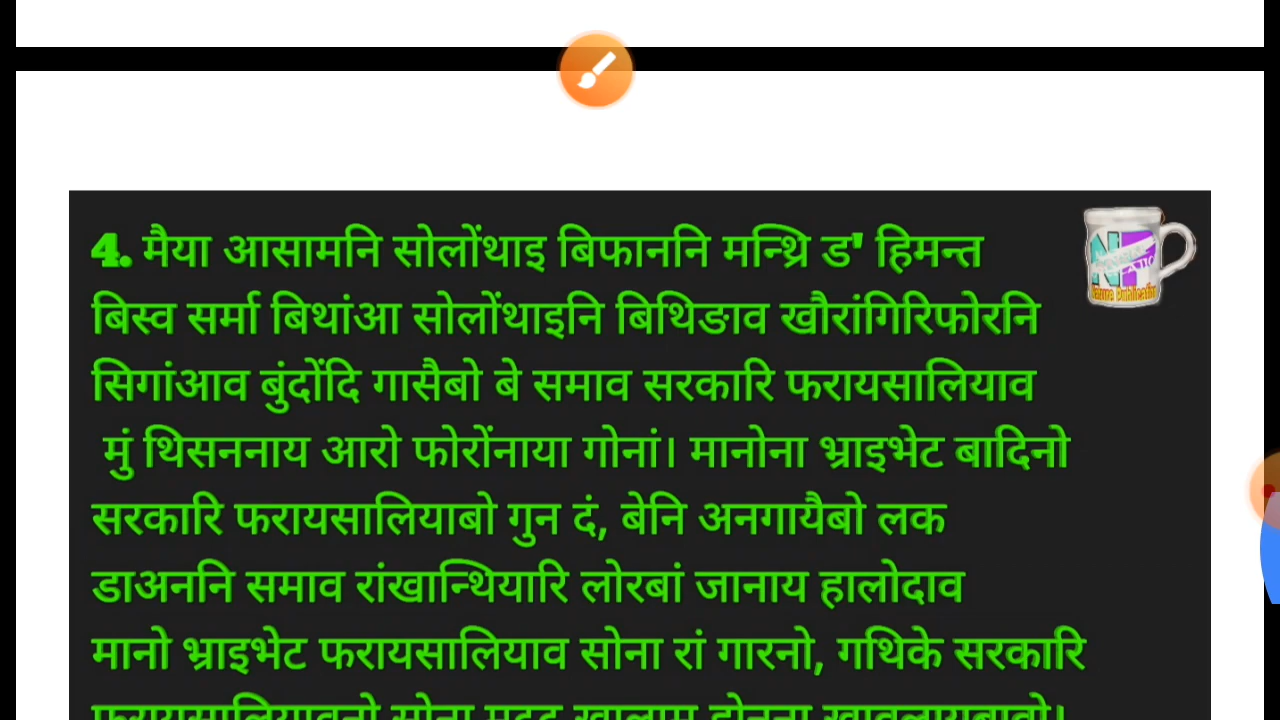 4. मैया आसामनि सोलोंथाइ बिफाननि मन्थ्रि ड' हिमन्त
बिस्व सर्मा बिथांआ सोलोंथाइनि बिथिङाव खौरांगिरिफोरनि
सिगांआव बुंदोंदि गासैबो बे समाव सरकारि फरायसालियाव
मुं थिसननाय आरो फोरोंनाया गोनां। मानोना भ्राइभेट बादिनो
सरकारि फरायसालियाबो गुन दं, बेनि अनगायैबो लक
डाअननि समाव रांखान्थियारि लोरबां जानाय हालोदाव
मानो भ्राइभेट फरायसालियाव सोना रां गारनो, गथिके सरकारि